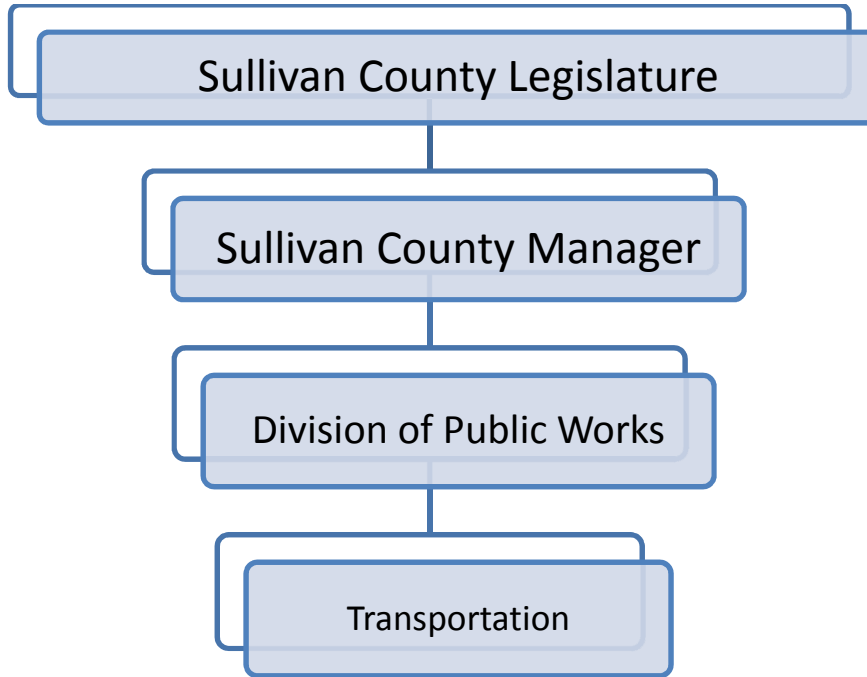 Sullivan County Legislature
Sullivan County Manager
Division of Public Works
Transportation